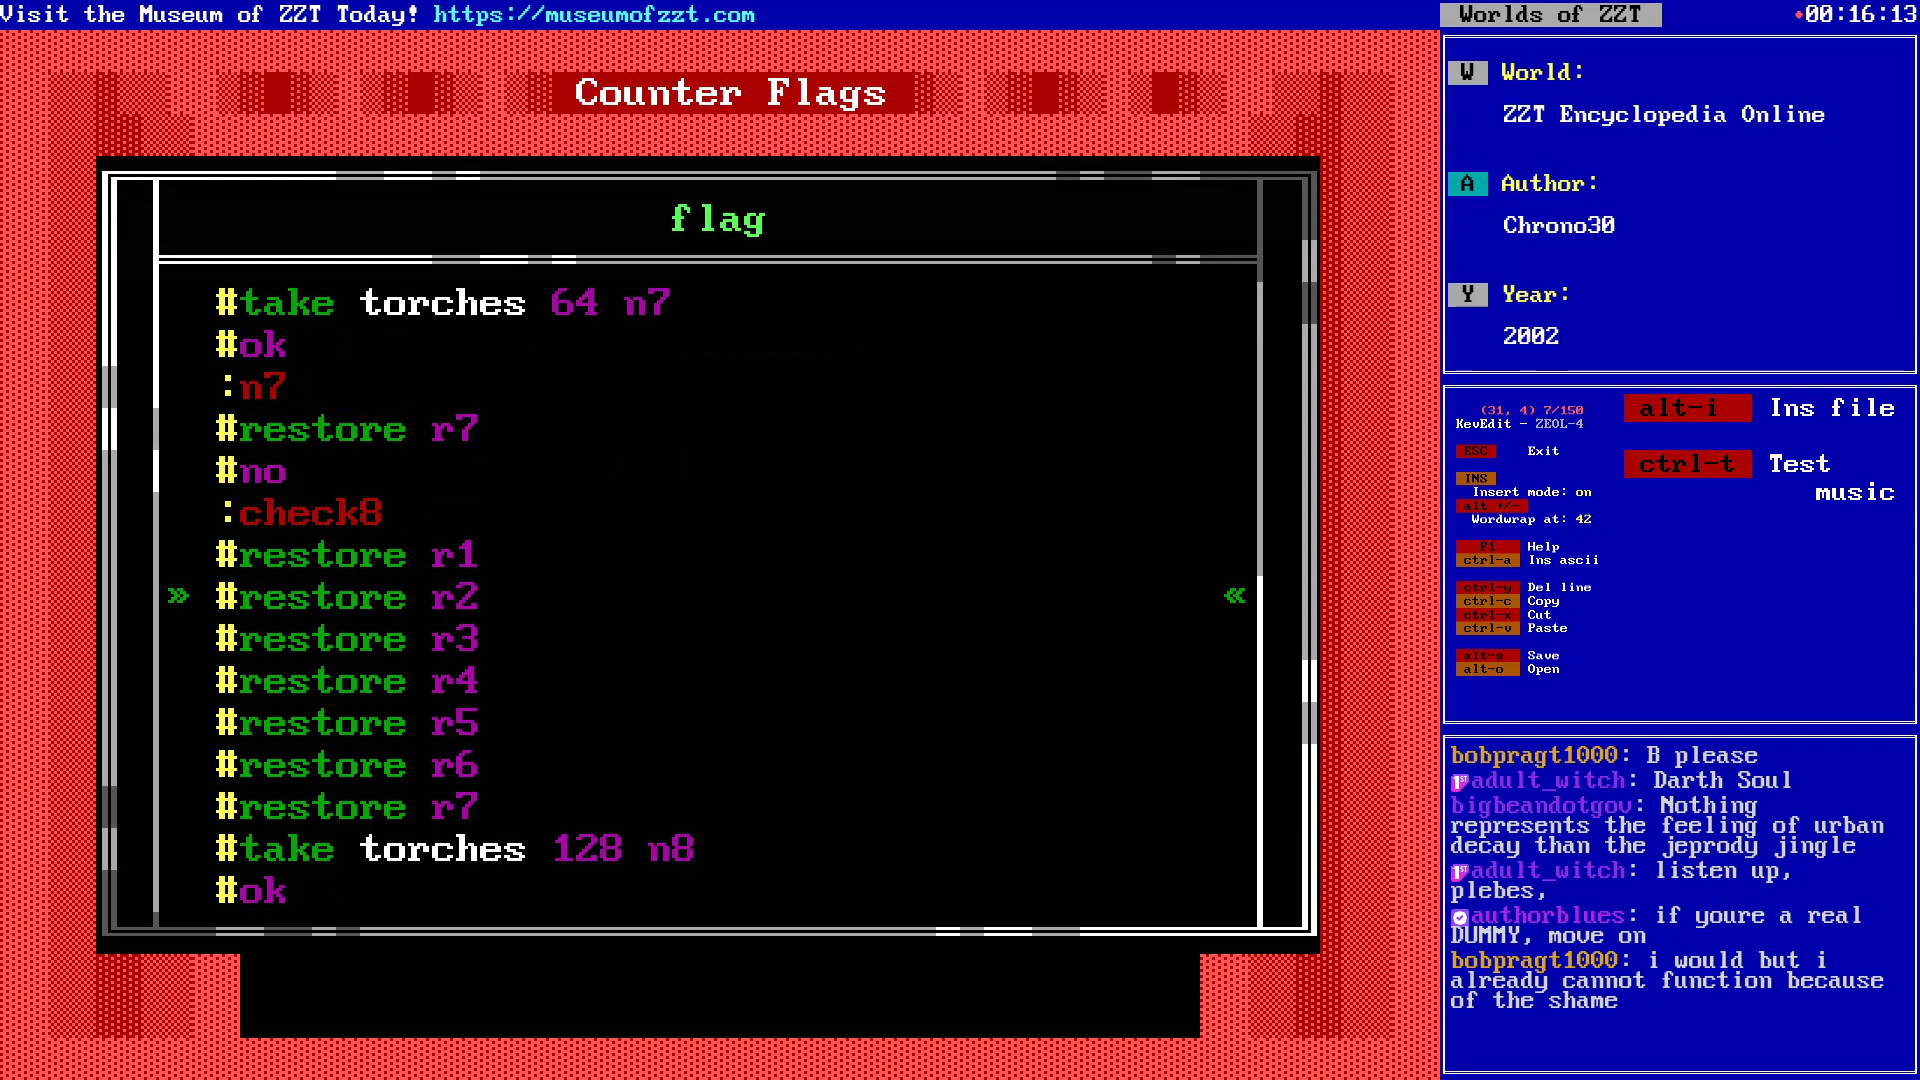 Visit the Museum of ZZT Today! https://museumofzzt.com
Counter Flags
flag
#take torches 64 n7
#ok
:n7
#restore r7
#no
:check8
#restore r1
» #restore r2 «
#restore r3
#restore r4
#restore r5
#restore r6
#restore r7
#take torches 128 n8
#ok
Worlds of ZZT •00:16:13
W World:
ZZT Encyclopedia Online
A Author:
Chrono30
Y Year:
2002
(31, 4) 7/150
KevEdit - ZEOL-4
ESC Exit
INS
Insert mode: on
alt +/-
Wordwrap at: 42
F1 Help
ctrl-a Ins ascii
ctrl-y Del line
ctrl-c Copy
ctrl-x Cut
ctrl-v Paste
alt-s Save
alt-o Open
alt-i Ins file
ctrl-t Test
music
bobpragt1000: B please
1ST adult_witch: Darth Soul
bigbeandotgov: Nothing
represents the feeling of urban
decay than the jeprody jingle
1ST adult_witch: listen up,
plebes,
authorblues: if youre a real
DUMMY, move on
bobpragt1000: i would but i
already cannot function because
of the shame